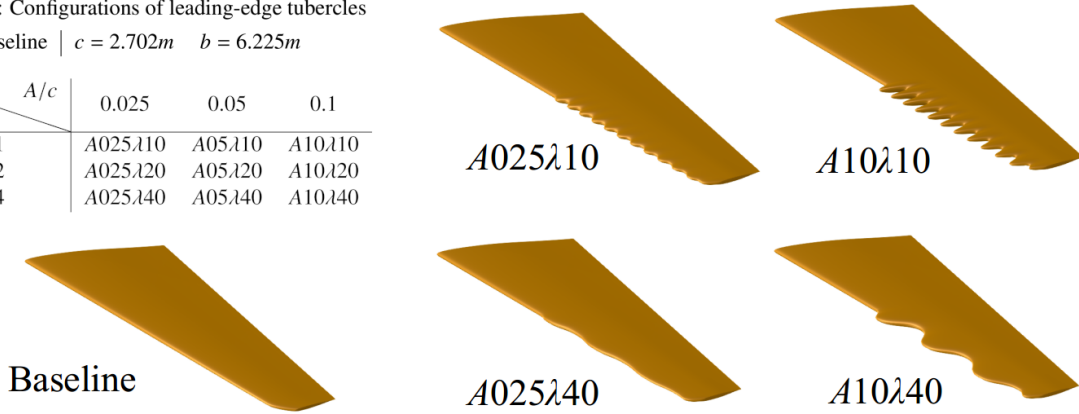 : Configurations of leading-edge tubercles
seline | c = 2.702m b = 6.225m
A/c
0.025 0.05 0.1
1 A025λ10 A05λ10 A10λ10
2 A025λ20 A05λ20 A10λ20
4 A025λ40 A05λ40 A10λ40
A025λ10 A10λ10
Baseline A025λ40 A10λ40